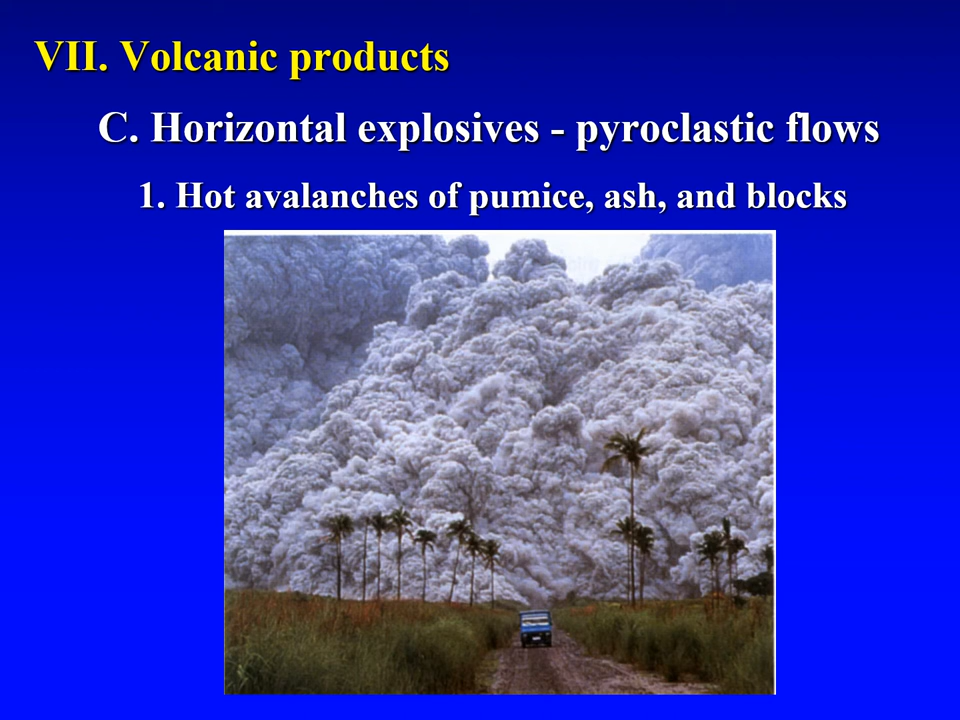 VII. Volcanic products
C. Horizontal explosives - pyroclastic flows
1. Hot avalanches of pumice, ash, and blocks